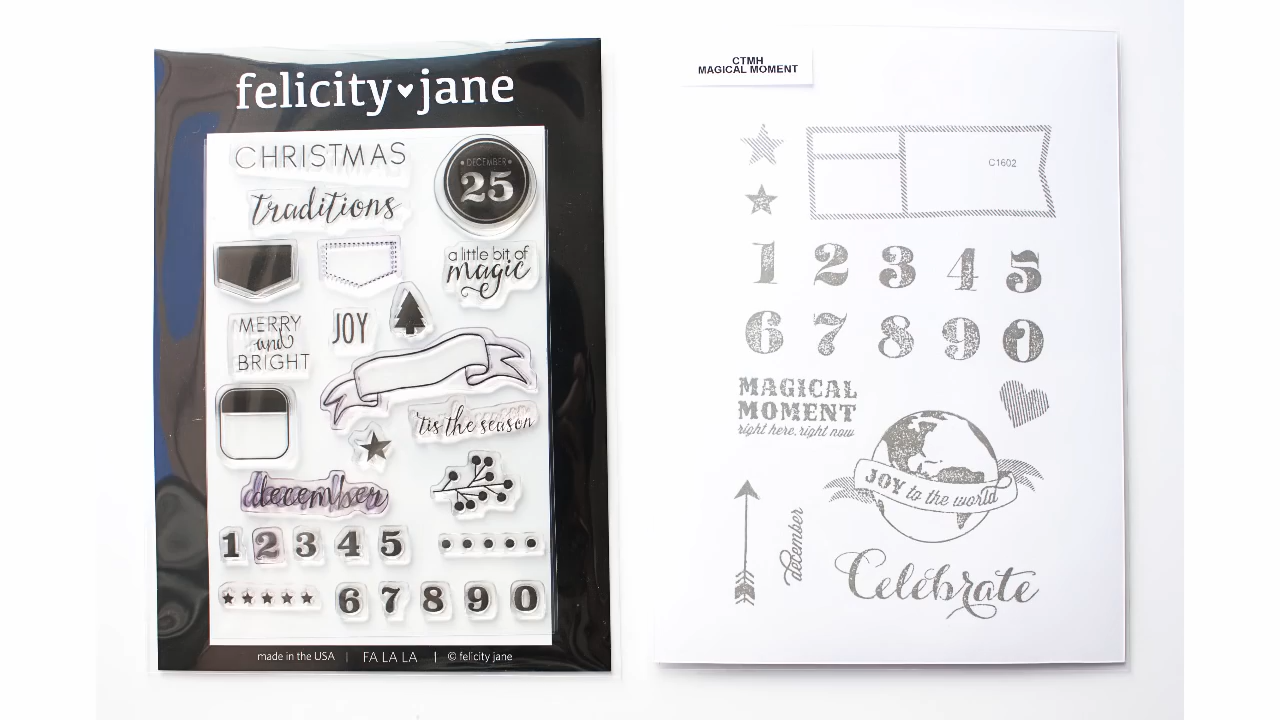 felicity♥jane
CHRISTMAS
traditions
• DECEMBER •
25
a little bit of
magic
MERRY
and
BRIGHT
JOY
'tis the season
december
1 2 3 4 5
6 7 8 9 0
made in the USA | FA LA LA | © felicity jane
CTMH
MAGICAL MOMENT
C1602
1 2 3 4 5
6 7 8 9 0
MAGICAL
MOMENT
right here, right now
JOY to the world
december
Celebrate